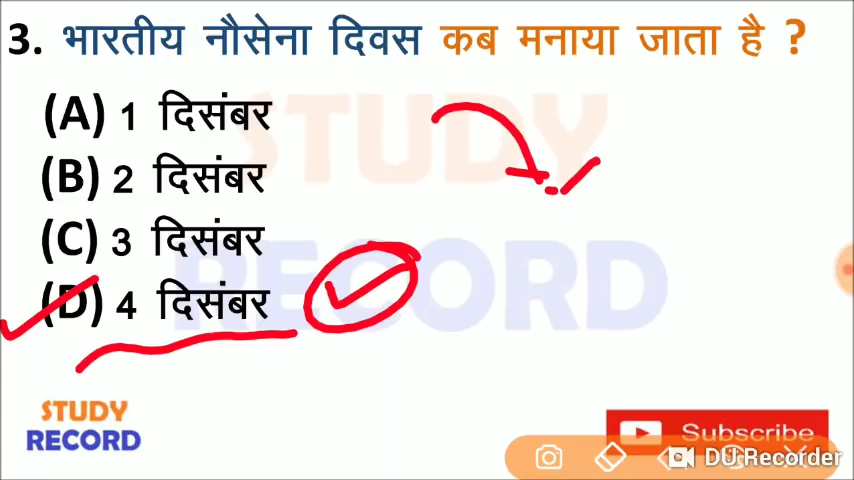 3. भारतीय नौसेना दिवस कब मनाया जाता है ?
(A) 1 दिसंबर
(B) 2 दिसंबर
(C) 3 दिसंबर
(D) 4 दिसंबर
STUDY
RECORD
STUDY
RECORD
Subscribe
DU Recorder